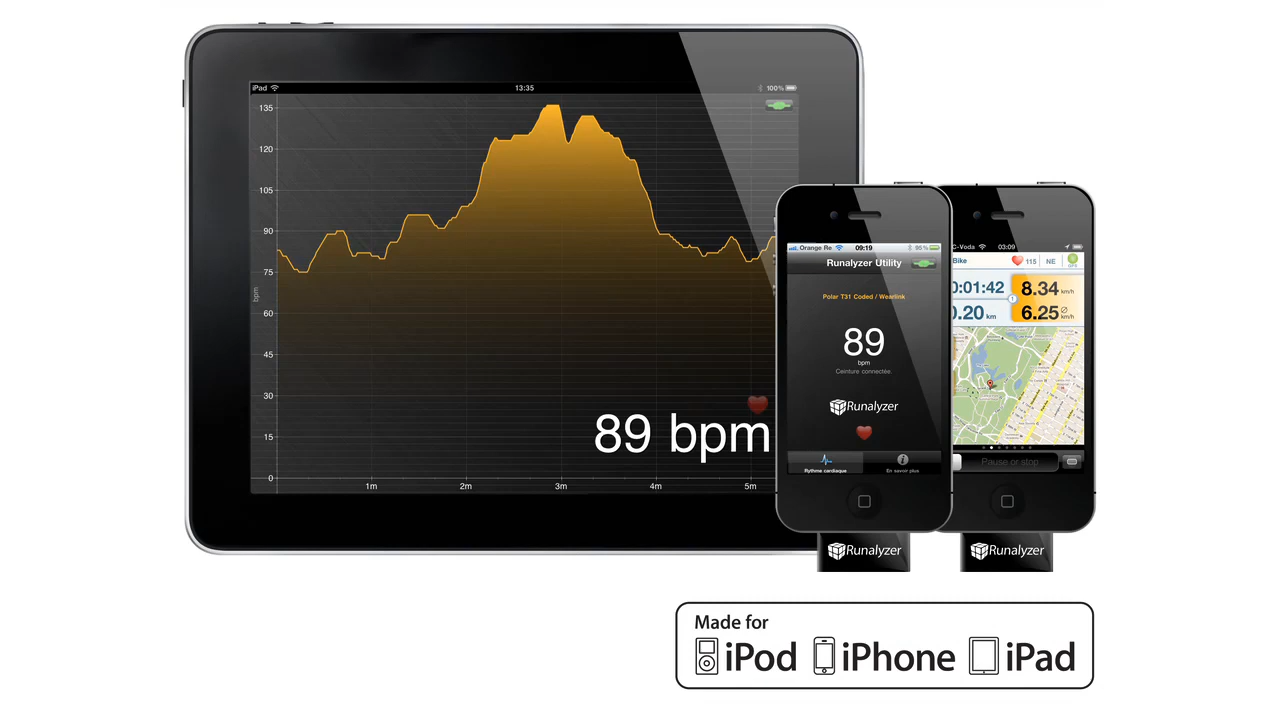 iPad 13:35 100%
135
120
105
90
75
60
45
30
15
0
bpm
1m 2m 3m 4m 5m
89 bpm
Orange Re 09:19 95%
Runalyzer Utility
Polar T31 Coded / Wearlink
89
bpm
Ceinture connectée.
Runalyzer
Rythme cardiaque En savoir plus
Runalyzer
C-Voda 03:09
Bike 115 NE GPS
0:01:42 8.34 km/h
0.20 km 6.25 Ø km/h
Pause or stop
Runalyzer
Made for
iPod iPhone iPad